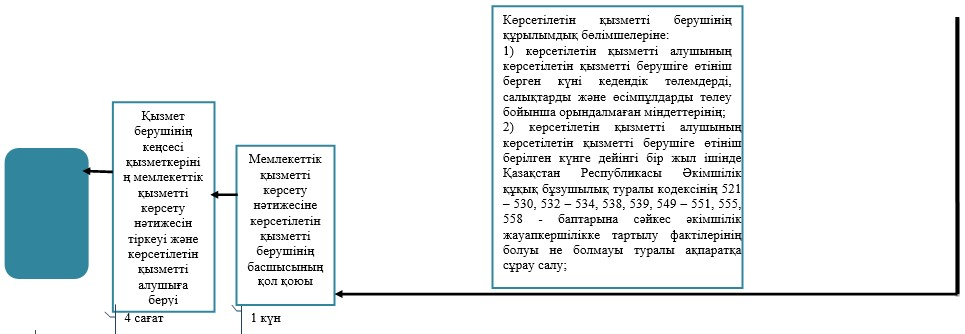 Көрсетілетін қызметті берушінің
құрылымдық бөлімшелеріне:
1) көрсетілетін қызметті алушының
көрсетілетін қызметті берушіге өтініш
берген күні кедендік төлемдерді,
салықтарды және өсімпұлдарды төлеу
бойынша орындалмаған міндеттерінің;
2) көрсетілетін қызметті алушының
көрсетілетін қызметті берушіге өтініш
берілген күнге дейінгі бір жыл ішінде
Қазақстан Республикасы Әкімшілік
құқық бұзушылық туралы кодексінің 521
– 530, 532 – 534, 538, 539, 549 – 551, 555,
558 - баптарына сәйкес әкімшілік
жауапкершілікке тартылу фактілерінің
болуы не болмауы туралы ақпаратқа
сұрау салу;
Қызмет
берушінің
кеңсесі
қызметкеріні
ң мемлекеттік
қызметті
көрсету
нәтижесін
тіркеуі және
көрсетілетін
қызметті
алушыға
беруі
Мемлекеттік
қызметті
көрсету
нәтижесіне
көрсетілетін
қызметті
берушінің
басшысының
қол қоюы
4 сағат
1 күн